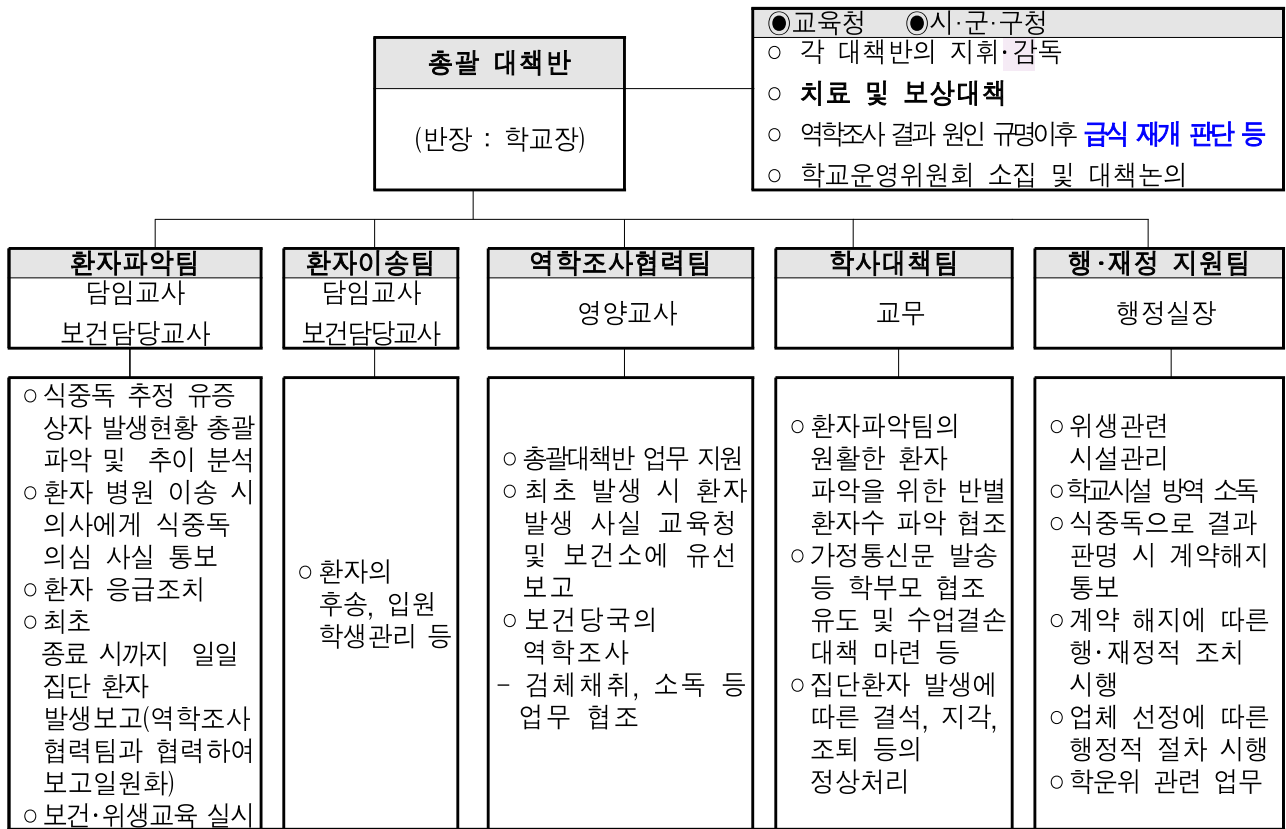 총괄 대책반
(반장 : 학교장)
◉교육청 ◉시·군·구청
○ 각 대책반의 지휘·감독
○ 치료 및 보상대책
○ 역학조사 결과 원인 규명이후 급식 재개 판단 등
○ 학교운영위원회 소집 및 대책논의
환자파악팀
담임교사
보건담당교사
○ 식중독 추정 유증
상자 발생현황 총괄
파악 및 추이 분석
○ 환자 병원 이송 시
의사에게 식중독
의심 사실 통보
○ 환자 응급조치
○ 최초
종료 시까지 일일
집단 환자
발생보고(역학조사
협력팀과 협력하여
보고일원화)
○ 보건·위생교육 실시
환자이송팀
담임교사
보건담당교사
○ 환자의
후송, 입원
학생관리 등
역학조사협력팀
영양교사
○ 총괄대책반 업무 지원
○ 최초 발생 시 환자
발생 사실 교육청
및 보건소에 유선
보고
○ 보건당국의
역학조사
- 검체채취, 소독 등
업무 협조
학사대책팀
교무
○ 환자파악팀의
원활한 환자
파악을 위한 반별
환자수 파악 협조
○ 가정통신문 발송
등 학부모 협조
유도 및 수업결손
대책 마련 등
○ 집단환자 발생에
따른 결석, 지각,
조퇴 등의
정상처리
행·재정 지원팀
행정실장
○ 위생관련
시설관리
○ 학교시설 방역 소독
○ 식중독으로 결과
판명 시 계약해지
통보
○ 계약 해지에 따른
행·재정적 조치
시행
○ 업체 선정에 따른
행정적 절차 시행
○ 학운위 관련 업무